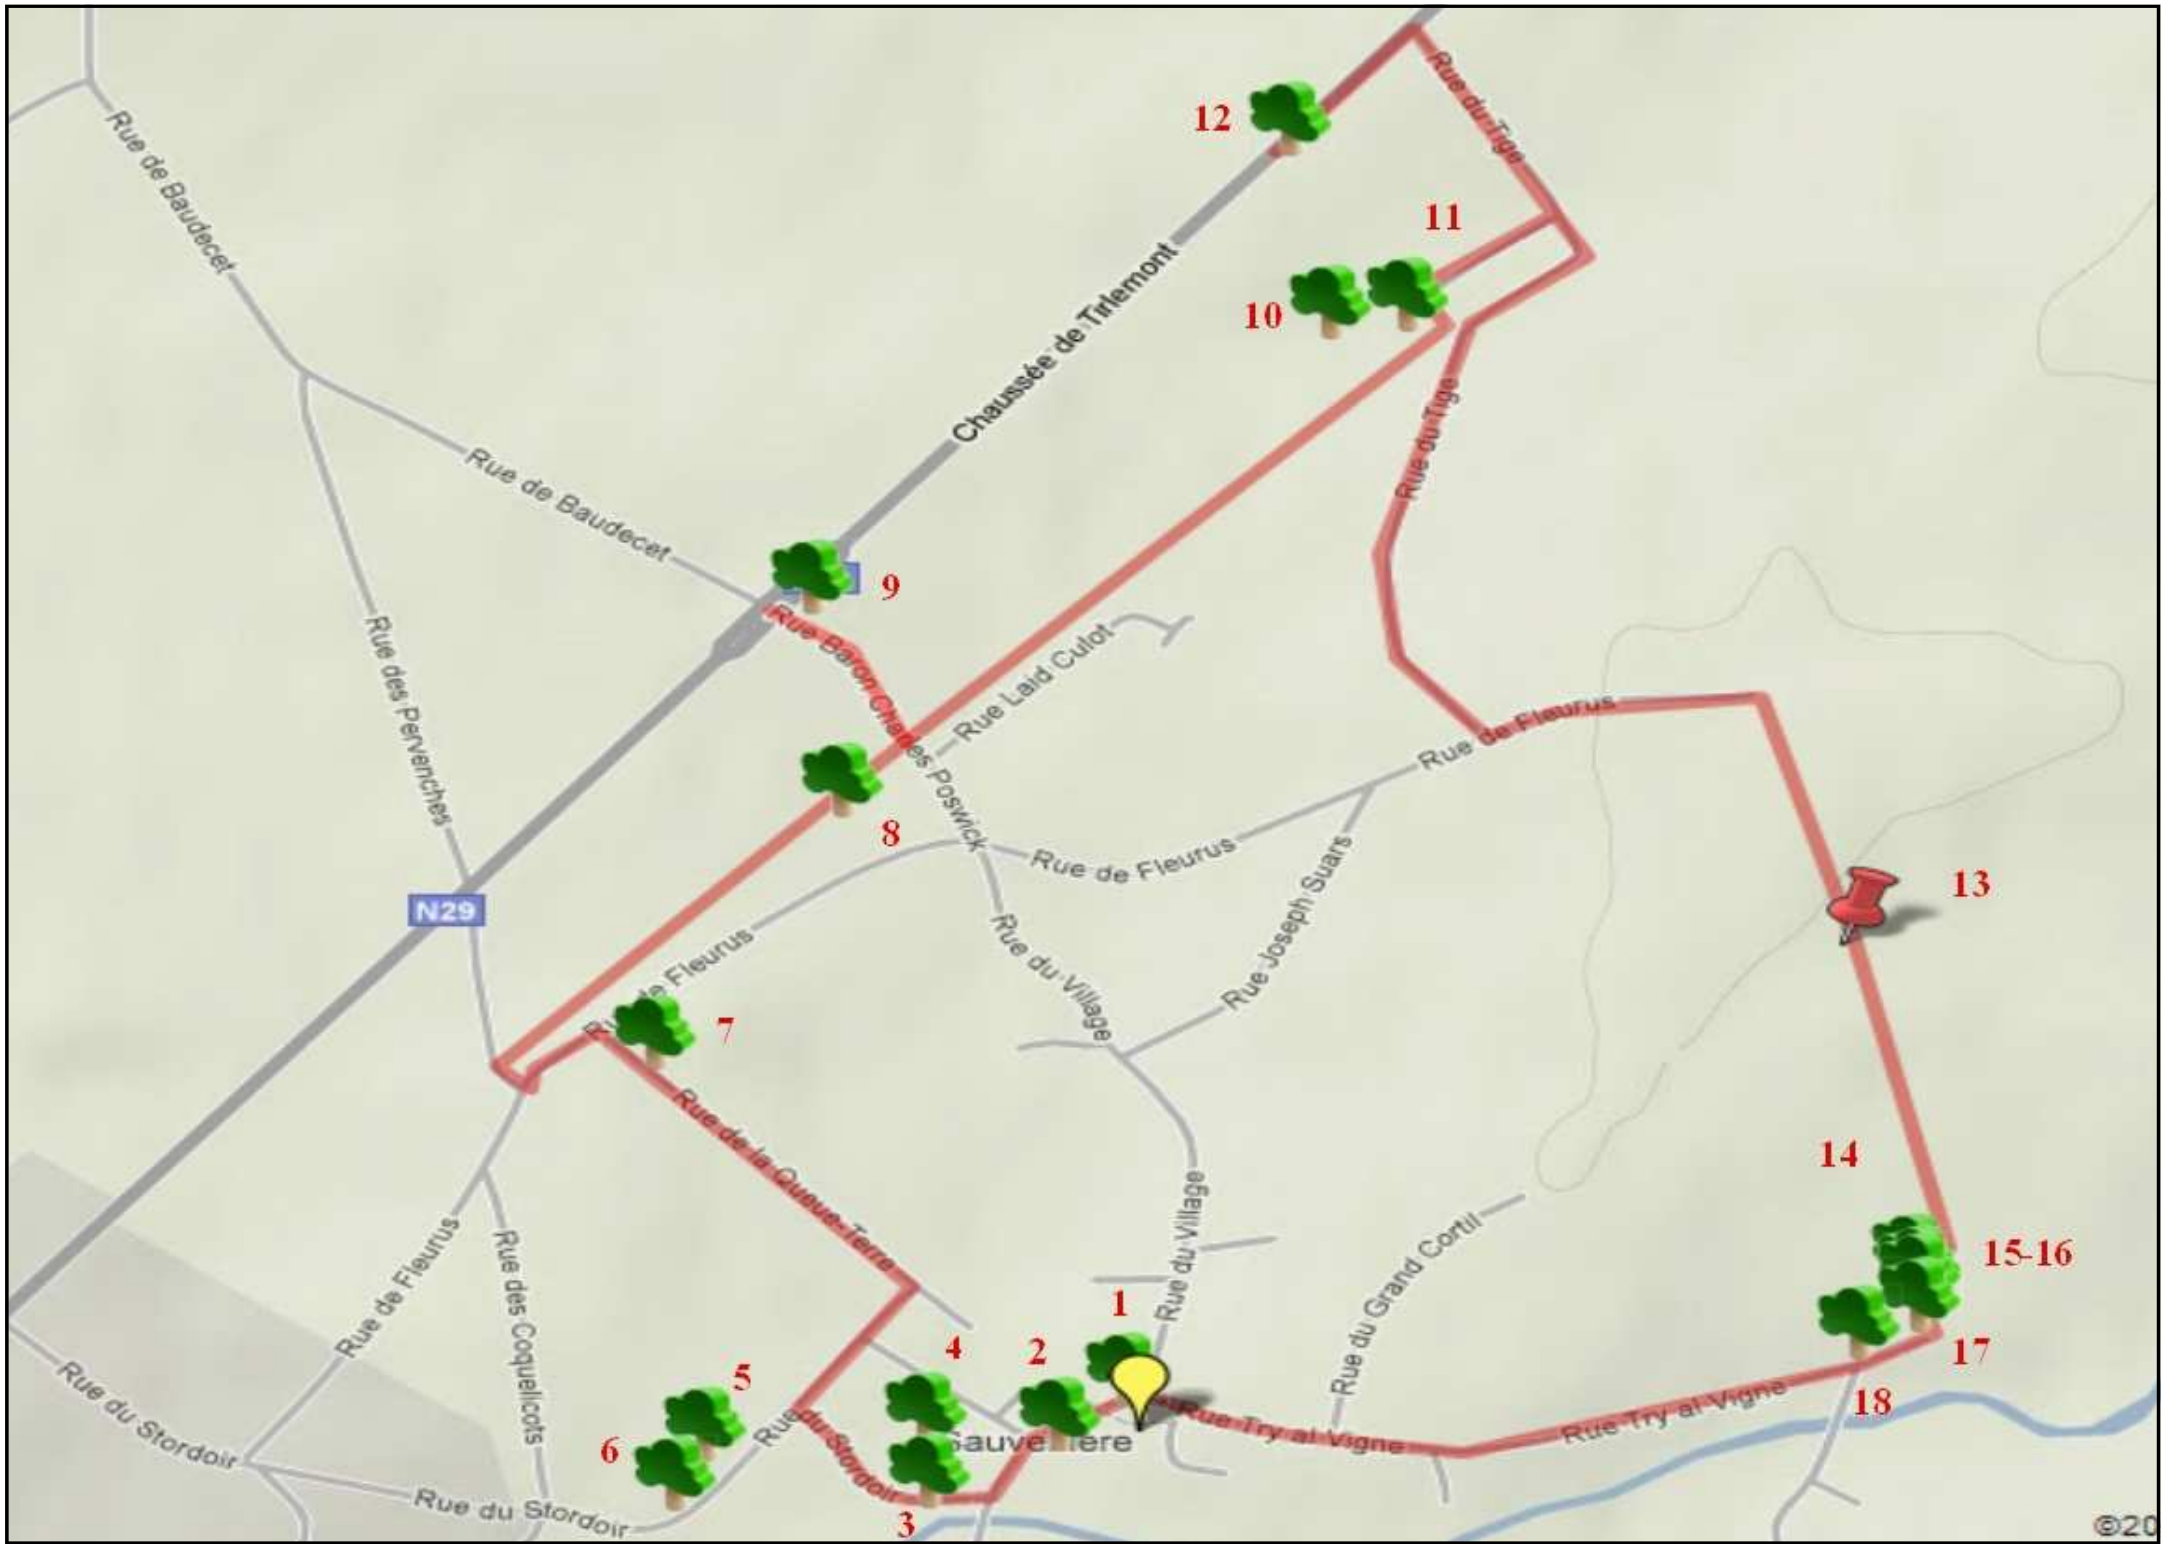 12
Rue du Tige
Rue de Baudecet
11
10
Chaussée de Tirlemont
Rue du Tige
Rue de Baudecet
9
Rue Baron Charles Poswick
Rue Laid Culot
Rue des Pervenches
Rue de Fleurus
8
Rue de Fleurus
Rue Joseph Suars
13
N29
Rue du Village
de Fleurus
7
Rue de la Queue-Terre
14
Rue du Village
Rue de Fleurus
Rue des Coquelicots
Rue du Grand Cortil
15-16
1
4
2
17
5
18
Rue du Stordoir
Rue du Stordoir
Rue Try al Vigne
Rue Try al Vigne
6
Rue du Stordoir
3
©20